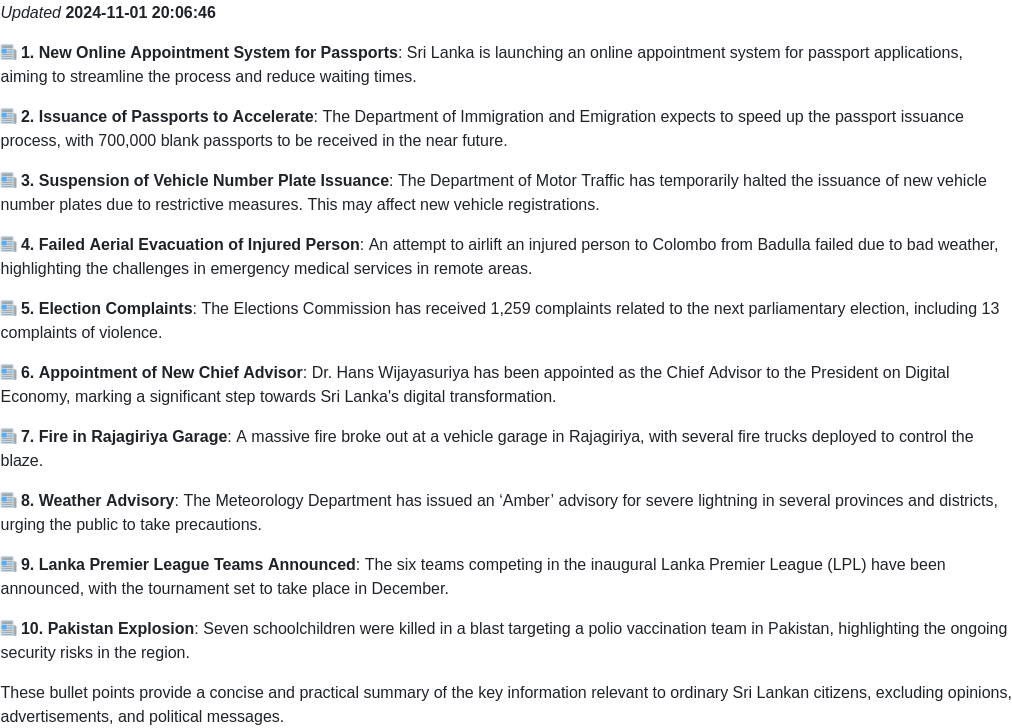 Updated 2024-11-01 20:06:46
📰 1. New Online Appointment System for Passports: Sri Lanka is launching an online appointment system for passport applications,
aiming to streamline the process and reduce waiting times.
📰 2. Issuance of Passports to Accelerate: The Department of Immigration and Emigration expects to speed up the passport issuance
process, with 700,000 blank passports to be received in the near future.
📰 3. Suspension of Vehicle Number Plate Issuance: The Department of Motor Traffic has temporarily halted the issuance of new vehicle
number plates due to restrictive measures. This may affect new vehicle registrations.
📰 4. Failed Aerial Evacuation of Injured Person: An attempt to airlift an injured person to Colombo from Badulla failed due to bad weather,
highlighting the challenges in emergency medical services in remote areas.
📰 5. Election Complaints: The Elections Commission has received 1,259 complaints related to the next parliamentary election, including 13
complaints of violence.
📰 6. Appointment of New Chief Advisor: Dr. Hans Wijayasuriya has been appointed as the Chief Advisor to the President on Digital
Economy, marking a significant step towards Sri Lanka's digital transformation.
📰 7. Fire in Rajagiriya Garage: A massive fire broke out at a vehicle garage in Rajagiriya, with several fire trucks deployed to control the
blaze.
📰 8. Weather Advisory: The Meteorology Department has issued an ‘Amber’ advisory for severe lightning in several provinces and districts,
urging the public to take precautions.
📰 9. Lanka Premier League Teams Announced: The six teams competing in the inaugural Lanka Premier League (LPL) have been
announced, with the tournament set to take place in December.
📰 10. Pakistan Explosion: Seven schoolchildren were killed in a blast targeting a polio vaccination team in Pakistan, highlighting the ongoing
security risks in the region.
These bullet points provide a concise and practical summary of the key information relevant to ordinary Sri Lankan citizens, excluding opinions,
advertisements, and political messages.